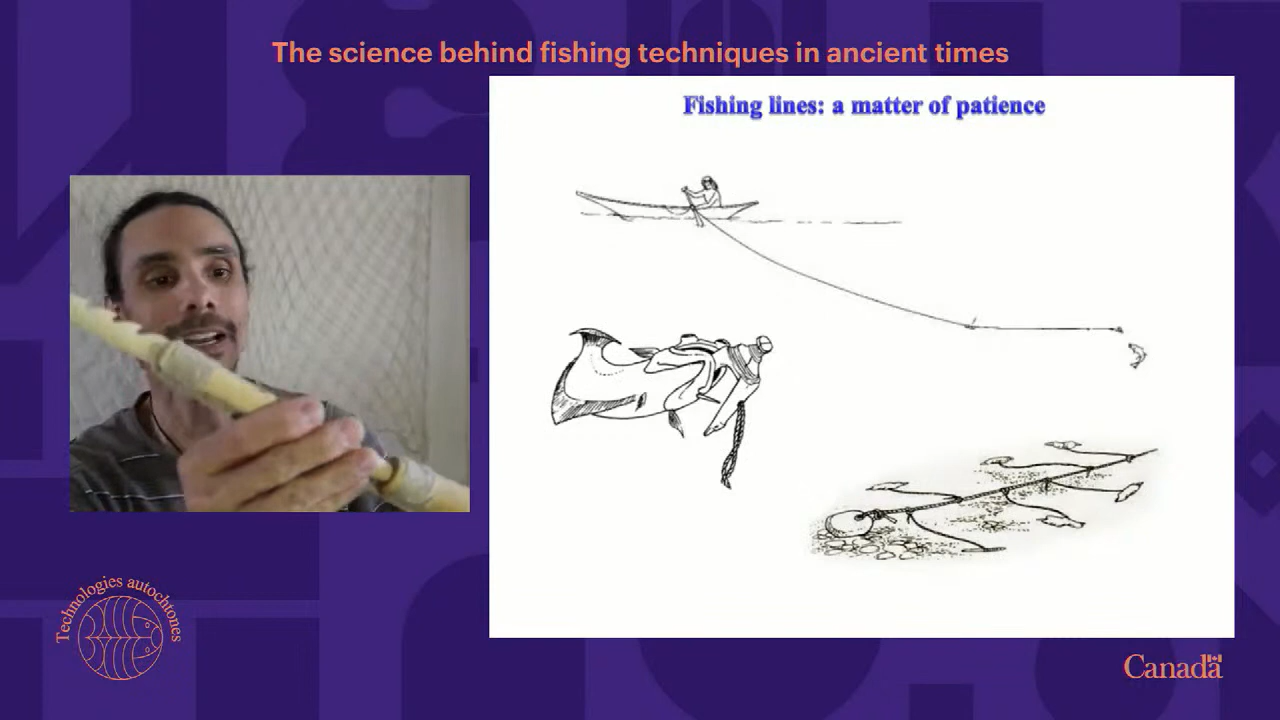 The science behind fishing techniques in ancient times
Fishing lines: a matter of patience
Technologies autochtones
Canada